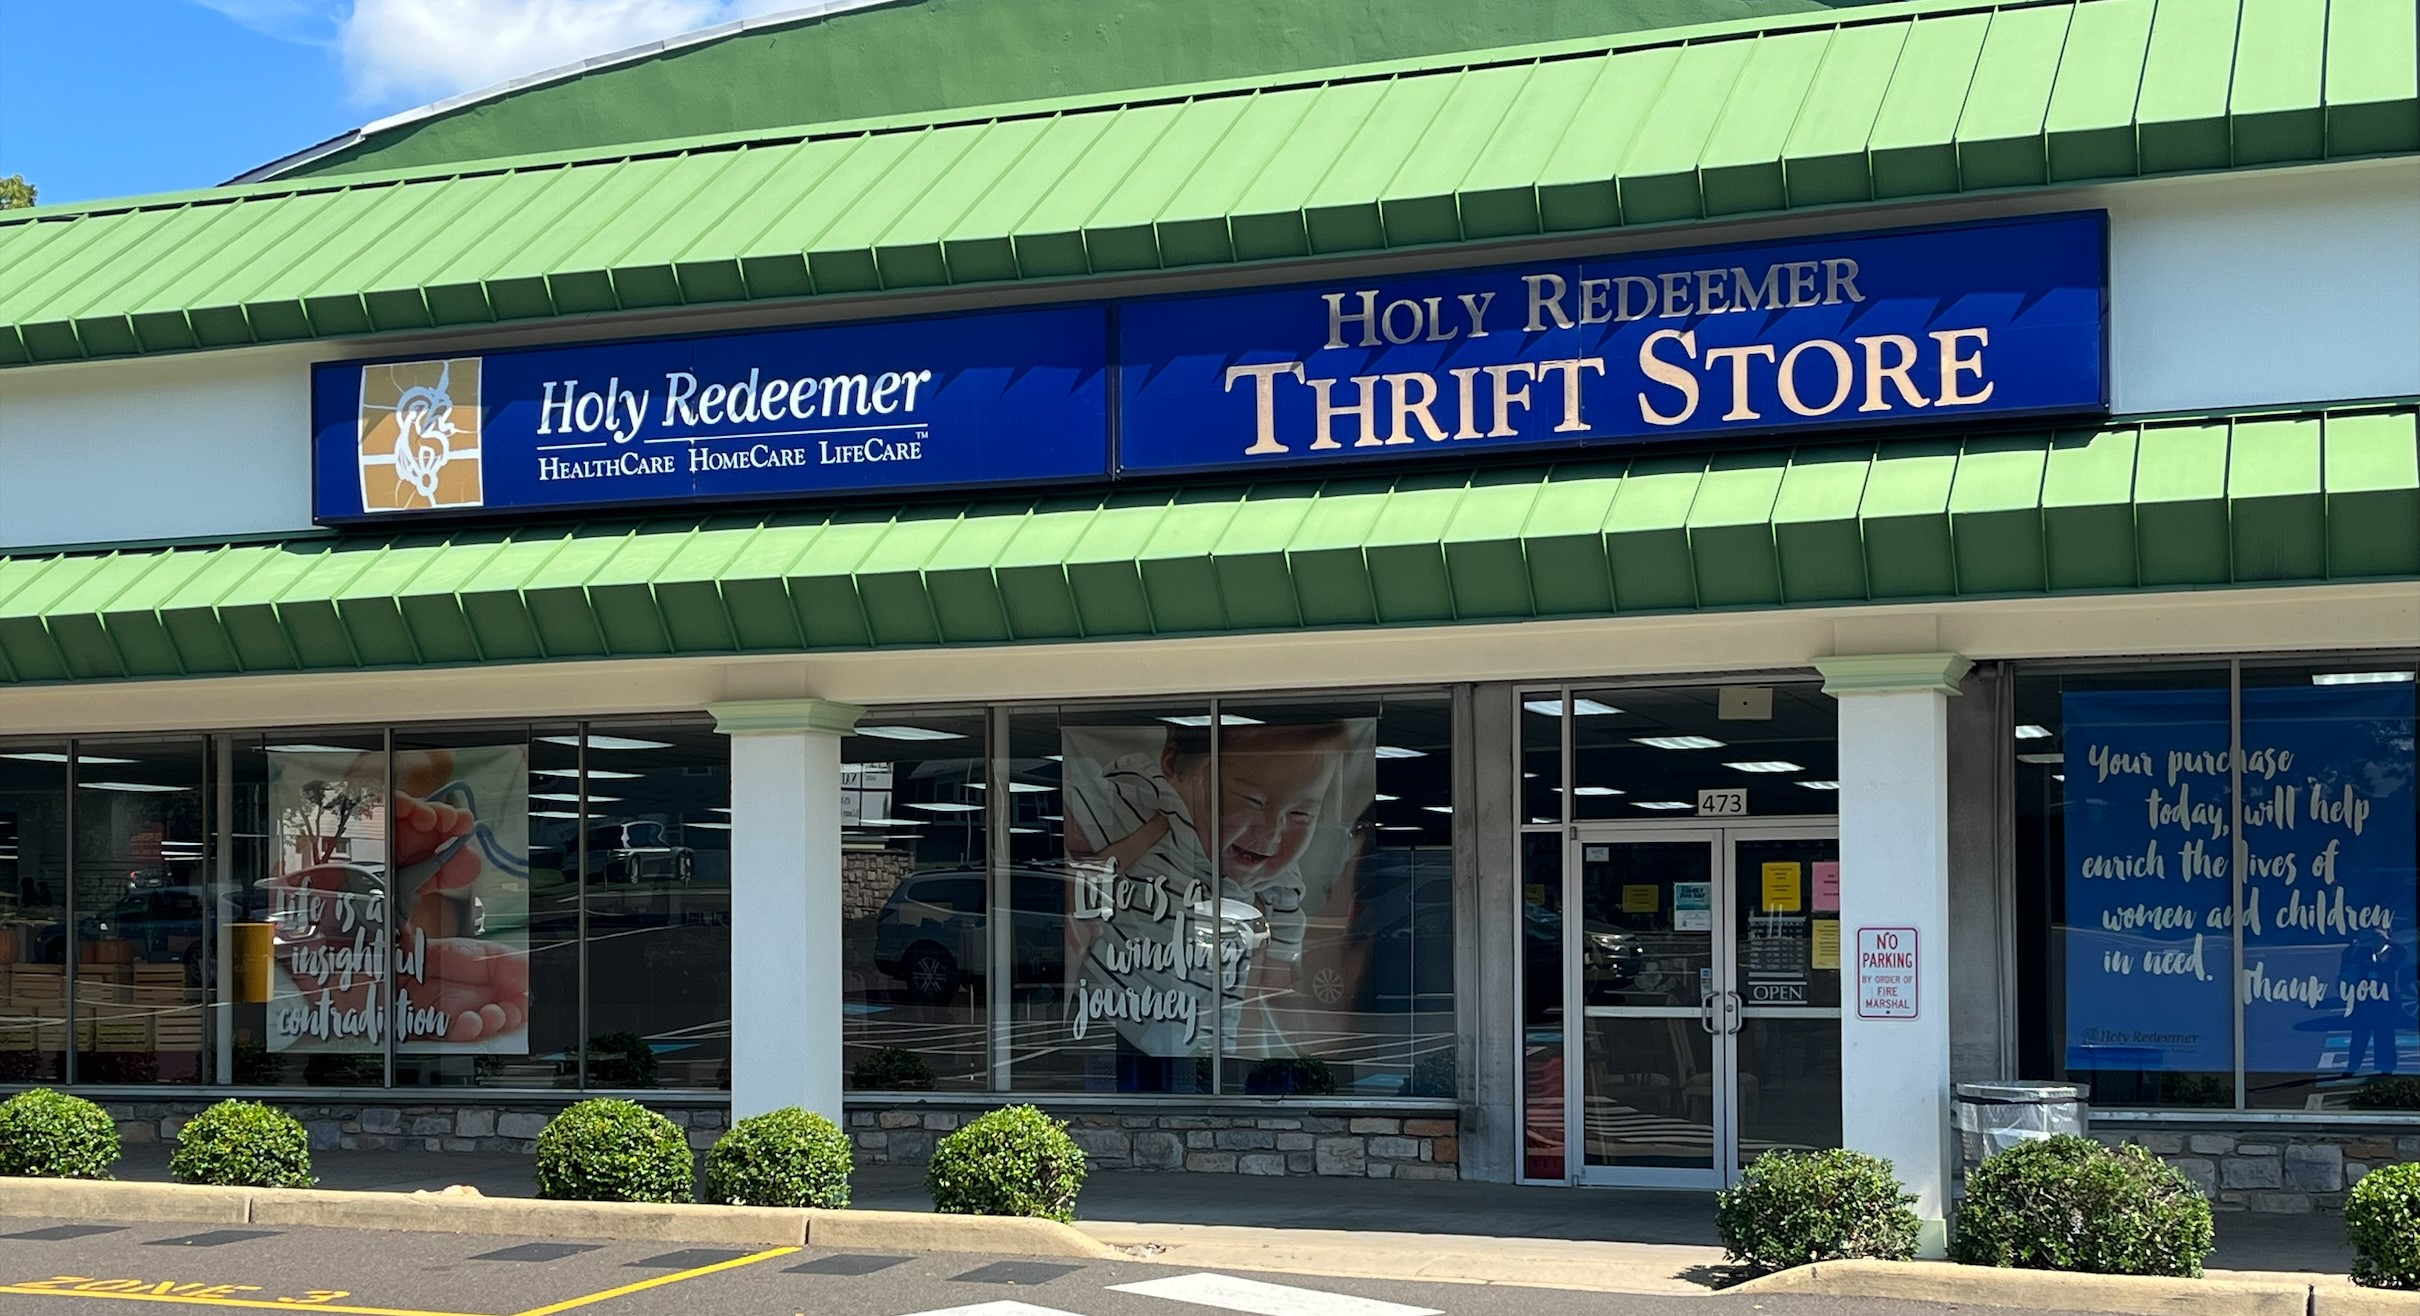 Holy Redeemer
HealthCare HomeCare LifeCare™
Holy Redeemer
Thrift Store
Life is a
insightful
contradiction
Life is a
winding
journey
473
OPEN
NO
PARKING
BY ORDER OF
FIRE
MARSHAL
Your purchase
today, will help
enrich the lives of
women and children
in need.
Thank you
Holy Redeemer
ZONE 3